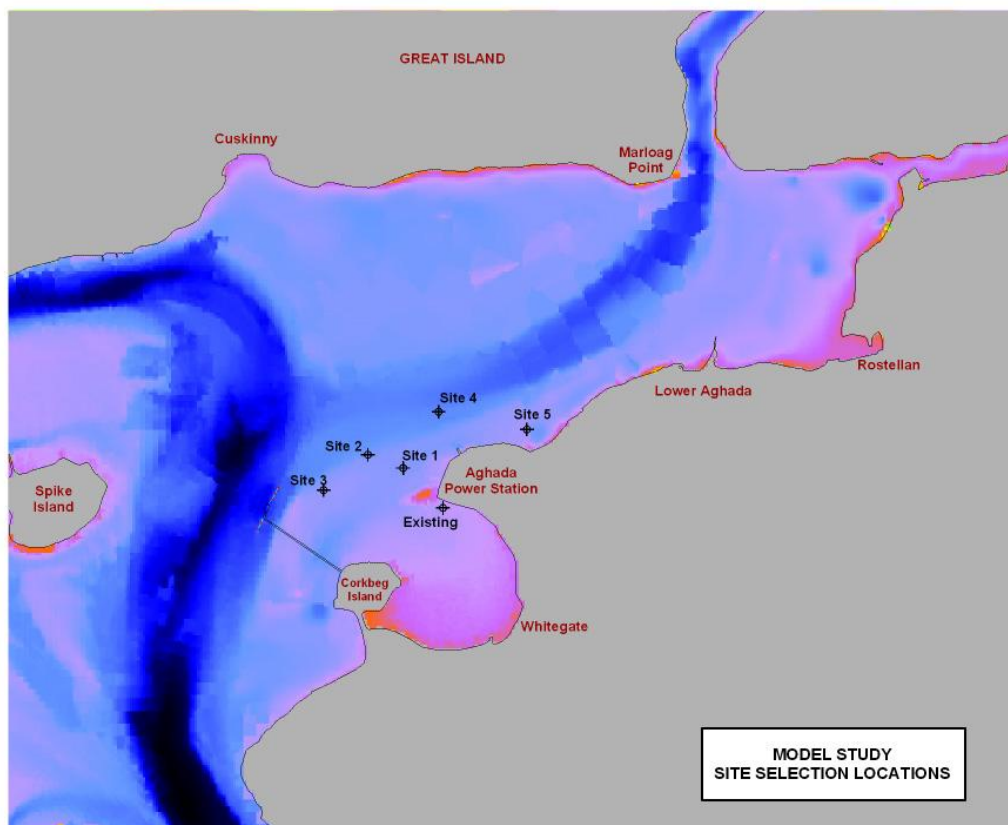 GREAT ISLAND
Cuskinny
Marloag
Point
Rostellan
Lower Aghada
Site 4
Site 5
Site 2
Site 1
Site 3
Aghada
Power Station
Spike
Island
Existing
Corkbeg
Island
Whitegate
MODEL STUDY
SITE SELECTION LOCATIONS